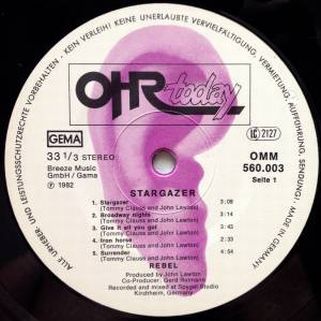 ALLE URHEBER- UND LEISTUNGSSCHUTZRECHTE VORBEHALTEN - KEIN VERLEIH! KEINE UNERLAUBTE VERVIELFÄLTIGUNG, VERMIETUNG, AUFFÜHRUNG, SENDUNG! MADE IN GERMANY
OHR today
GEMA
LC 2127
33 1/3 STEREO
OMM
560.003
Breeze Music
GmbH / Gama
Seite 1
℗ 1982
STARGAZER
1 Stargazer 3:08
(Tommy Clauss and John Lawton)
2 Broadway nights 3:14
(Tommy Clauss and John Lawton)
3 Give it all you got 2:43
(Tommy Clauss and John Lawton)
4 Iron horse 2:33
(Tommy Clauss and John Lawton)
5 Surrender 4:54
(Tommy Clauss and John Lawton)
REBEL
Produced by John Lawton
Co-Producer: Gerd
Recorded and mixed at Studio
Kirchheim, Germany